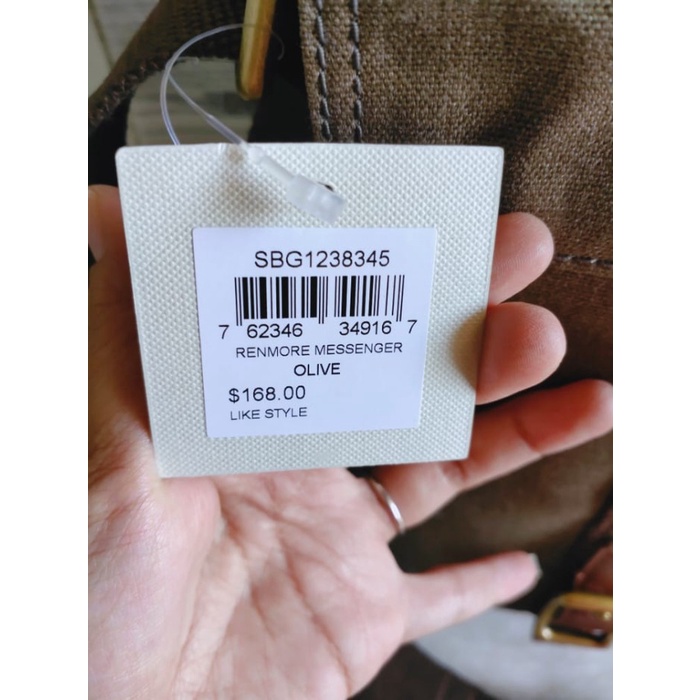 SBG1238345
7 62346 34916 7
RENMORE MESSENGER
OLIVE
$168.00
LIKE STYLE